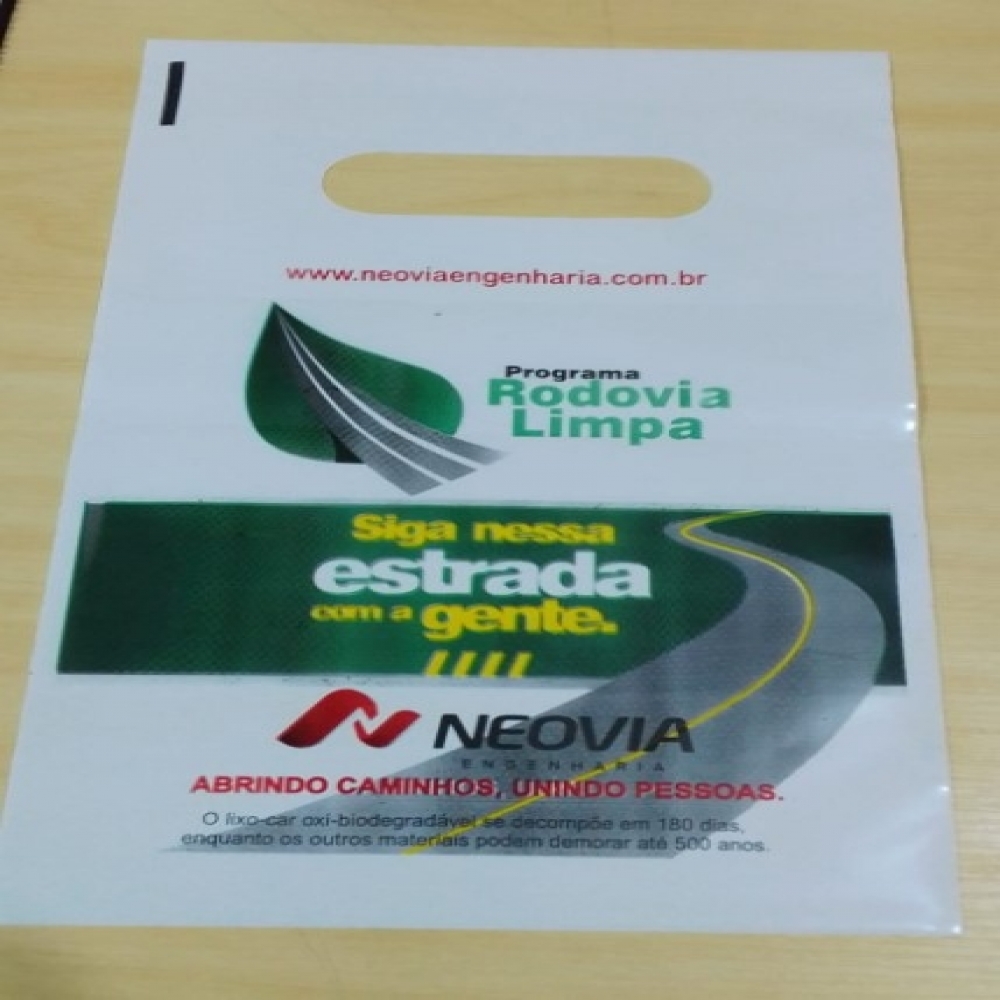 www.neoviaengenharia.com.br
Programa
Rodovia
Limpa
Siga nessa
estrada
com a gente.
NEOVIA
ENGENHARIA
ABRINDO CAMINHOS, UNINDO PESSOAS.
O lixo-car oxi-biodegradável se decompõe em 180 dias,
enquanto os outros materiais podem demorar até 500 anos.